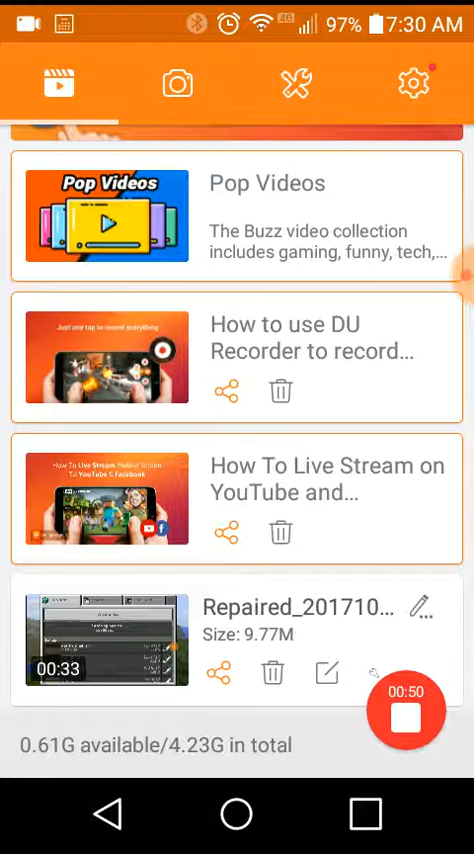 4G 97% 7:30 AM
Pop Videos
Pop Videos
The Buzz video collection
includes gaming, funny, tech,...
Just one tap to record everything
How to use DU
Recorder to record...
How To Live Stream Mobile Screen
To YouTube & Facebook
How To Live Stream on
YouTube and...
Repaired_201710...
Size: 9.77M
00:33
00:50
0.61G available/4.23G in total